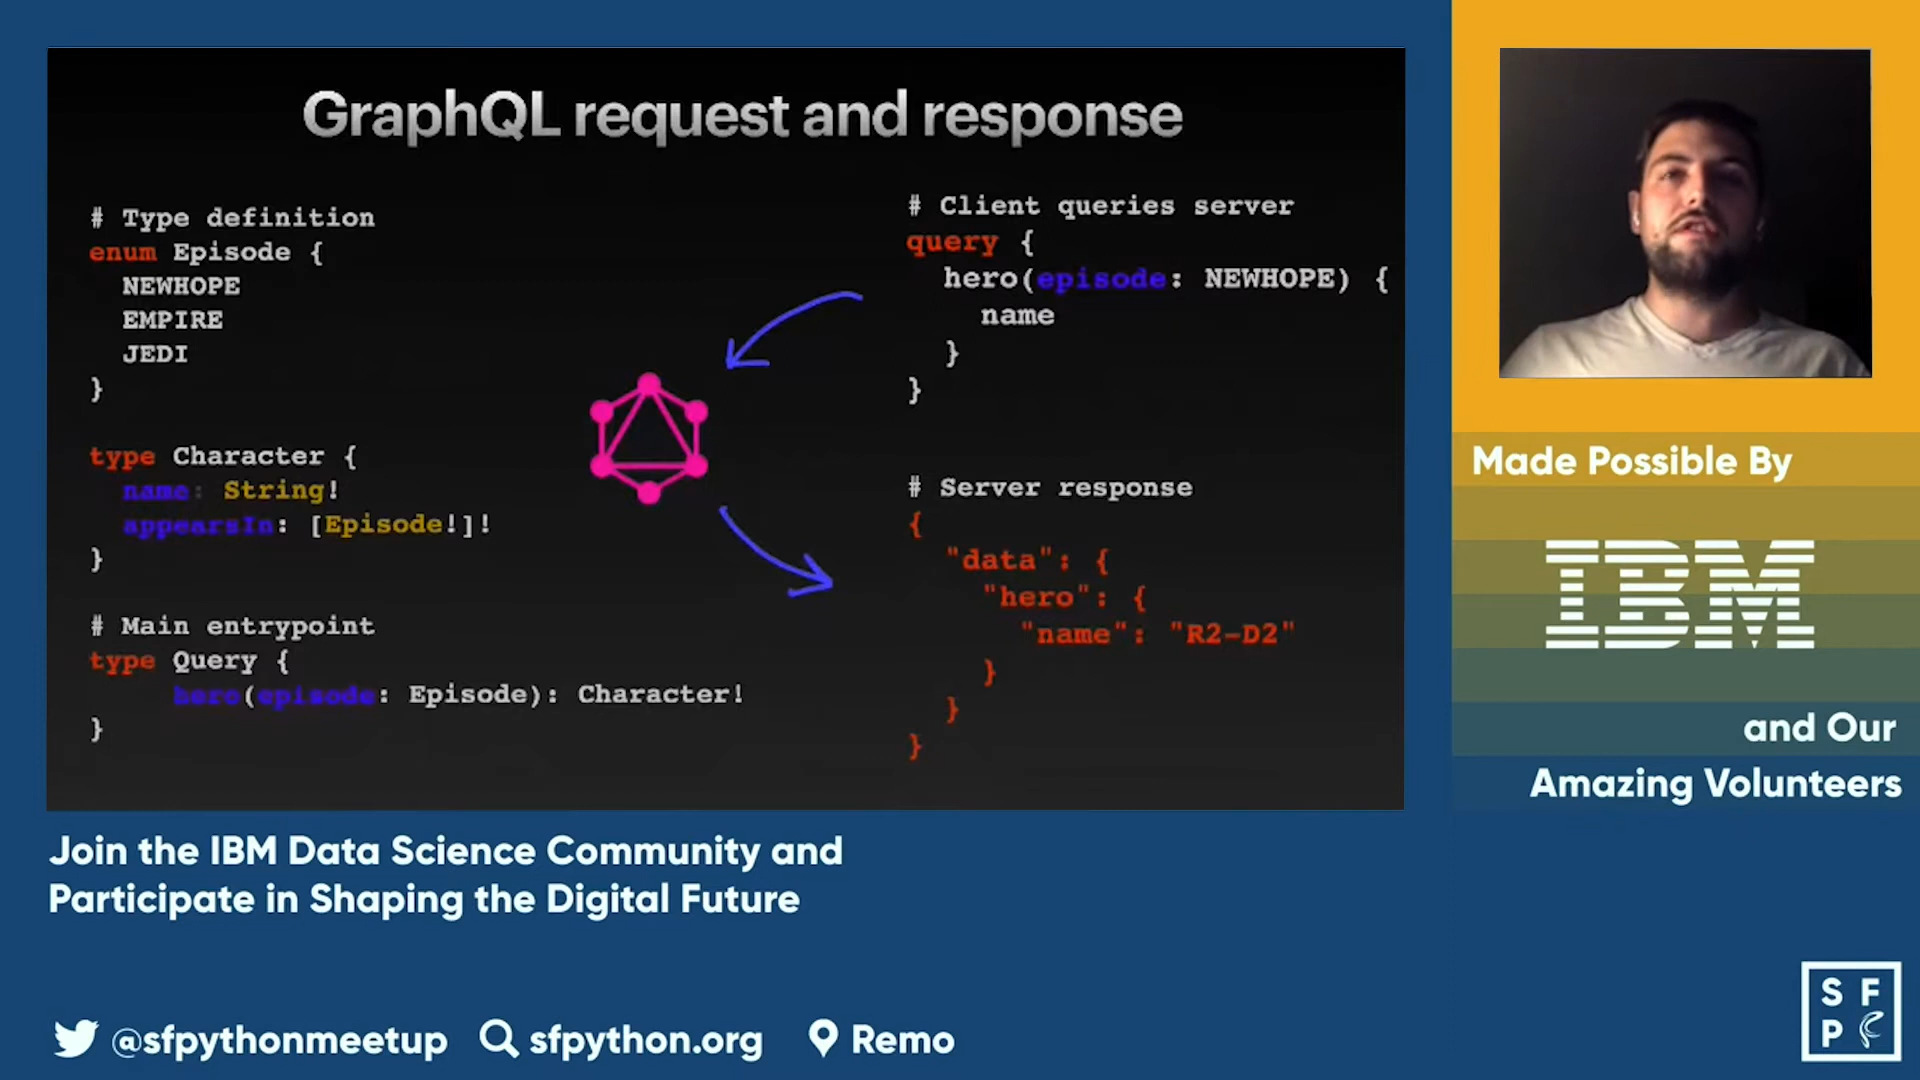 GraphQL request and response
# Type definition
enum Episode {
NEWHOPE
EMPIRE
JEDI
}
type Character {
name: String!
appearsIn: [Episode!]!
}
# Main entrypoint
type Query {
hero(episode: Episode): Character!
}
# Client queries server
query {
hero(episode: NEWHOPE) {
name
}
}
# Server response
{
"data": {
"hero": {
"name": "R2-D2"
}
}
}
Made Possible By
IBM
and Our
Amazing Volunteers
Join the IBM Data Science Community and
Participate in Shaping the Digital Future
@sfpythonmeetup sfpython.org Remo
S F
P